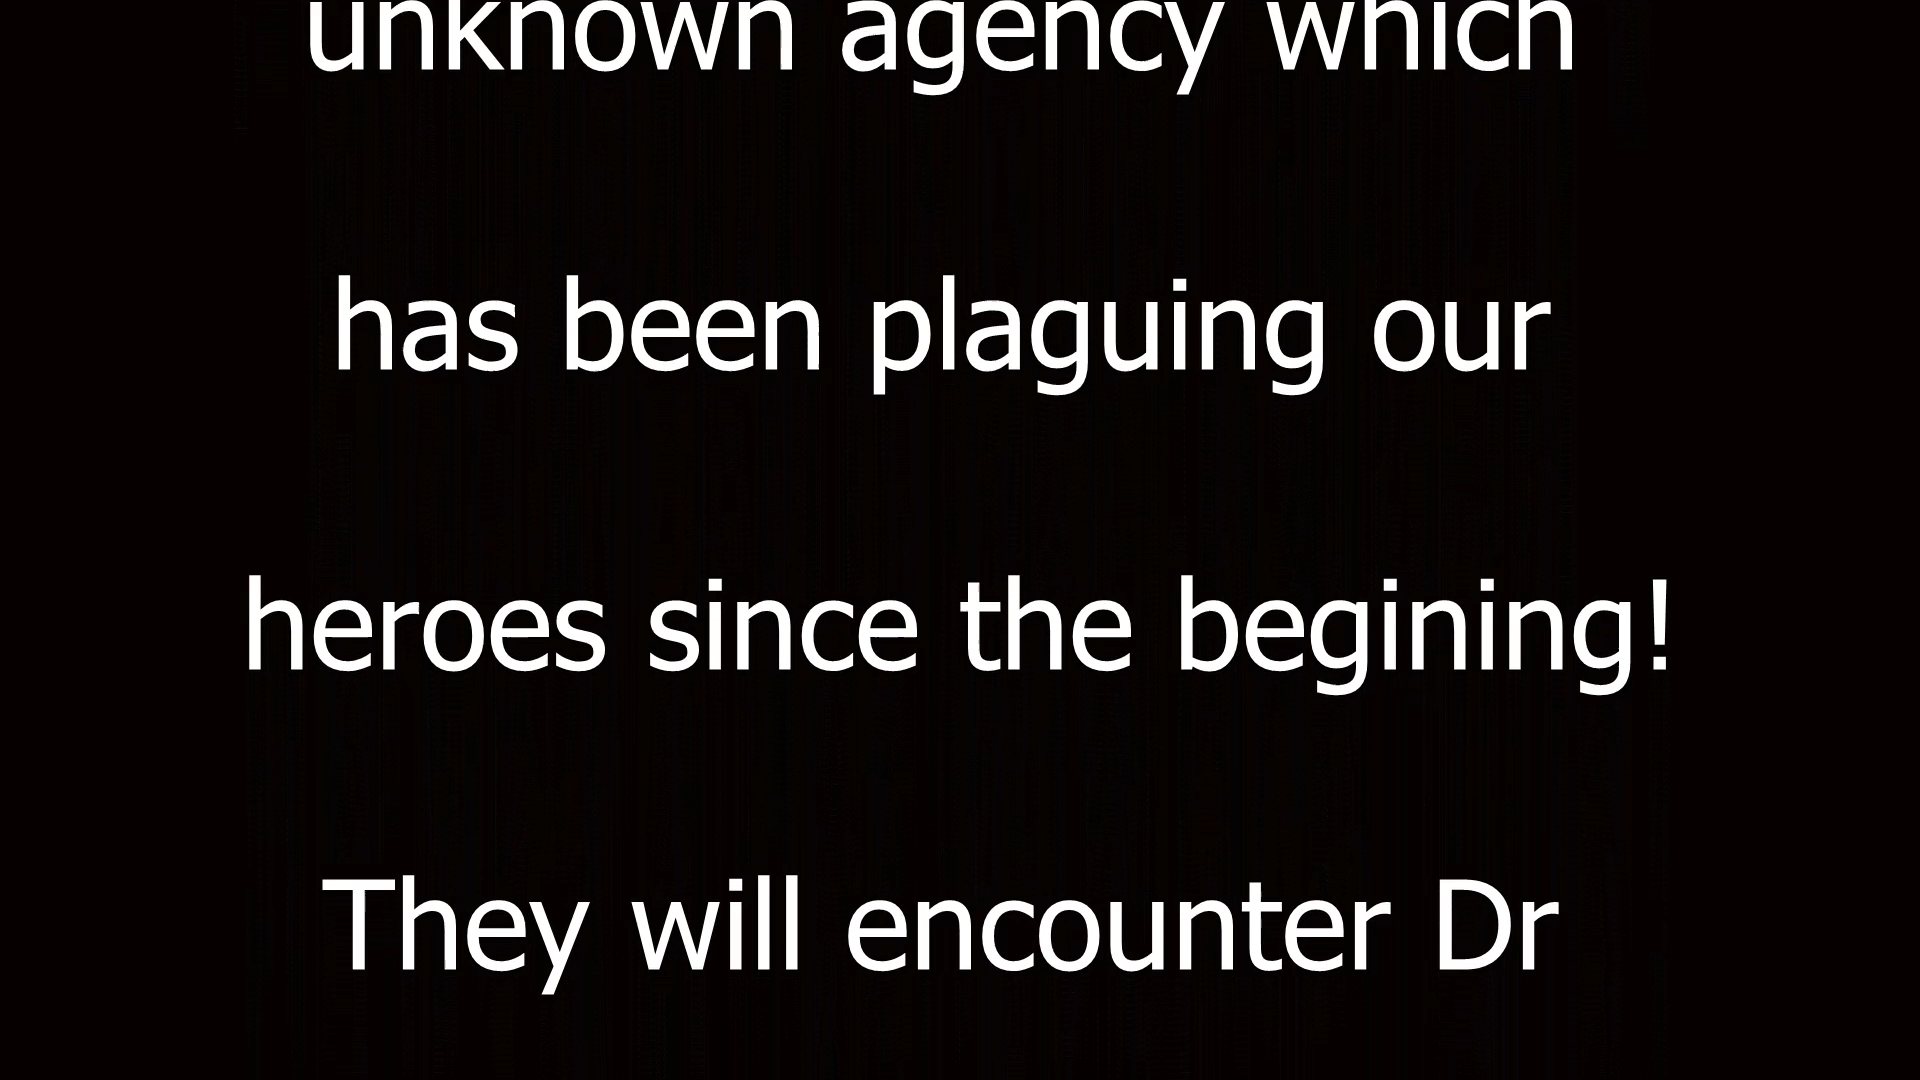 unknown agency which
has been plaguing our
heroes since the begining!
They will encounter Dr